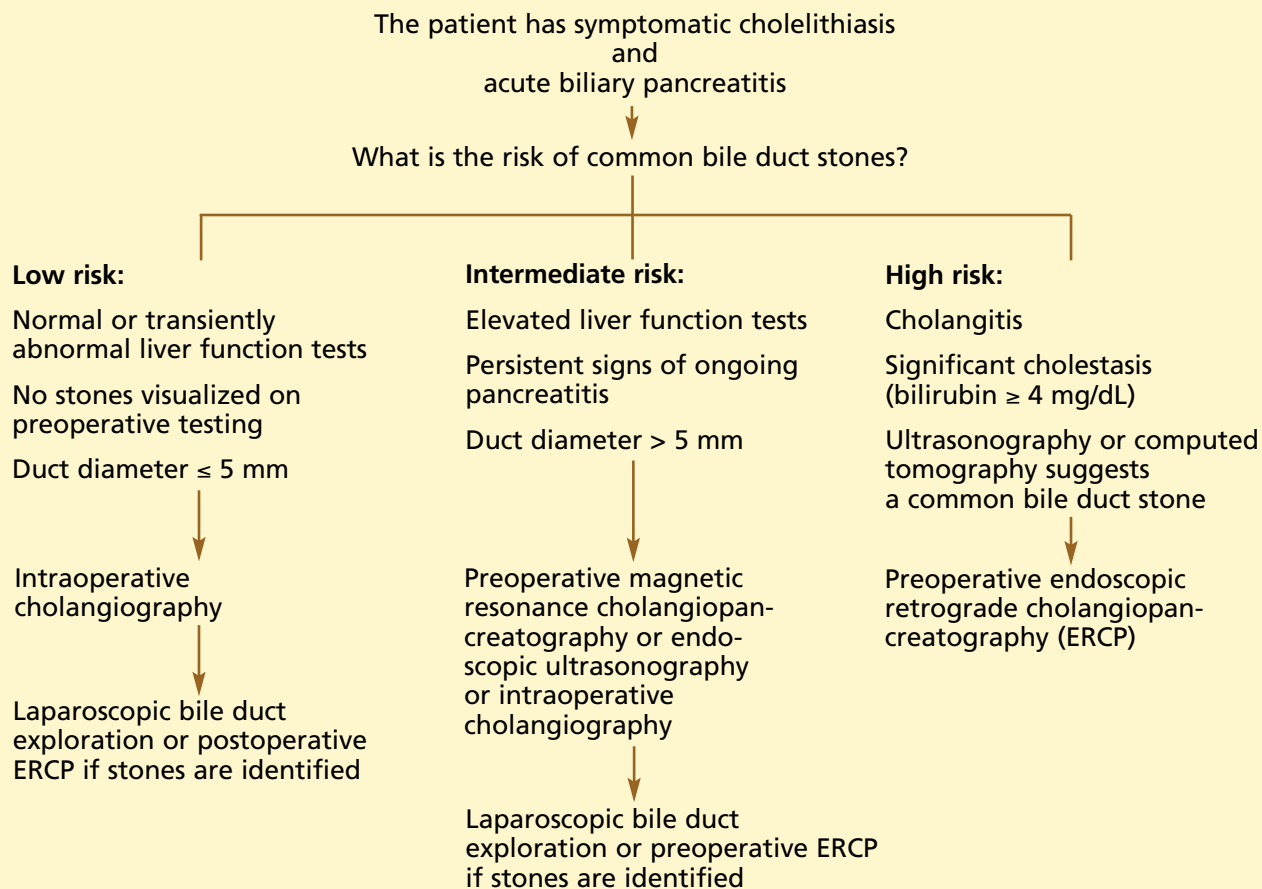 The patient has symptomatic cholelithiasis
and
acute biliary pancreatitis
What is the risk of common bile duct stones?
Low risk:
Normal or transiently
abnormal liver function tests
No stones visualized on
preoperative testing
Duct diameter ≤ 5 mm
Intraoperative
cholangiography
Laparoscopic bile duct
exploration or postoperative
ERCP if stones are identified
Intermediate risk:
Elevated liver function tests
Persistent signs of ongoing
pancreatitis
Duct diameter > 5 mm
Preoperative magnetic
resonance cholangiopan-
creatography or endo-
scopic ultrasonography
or intraoperative
cholangiography
Laparoscopic bile duct
exploration or preoperative ERCP
if stones are identified
High risk:
Cholangitis
Significant cholestasis
(bilirubin ≥ 4 mg/dL)
Ultrasonography or computed
tomography suggests
a common bile duct stone
Preoperative endoscopic
retrograde cholangiopan-
creatography (ERCP)